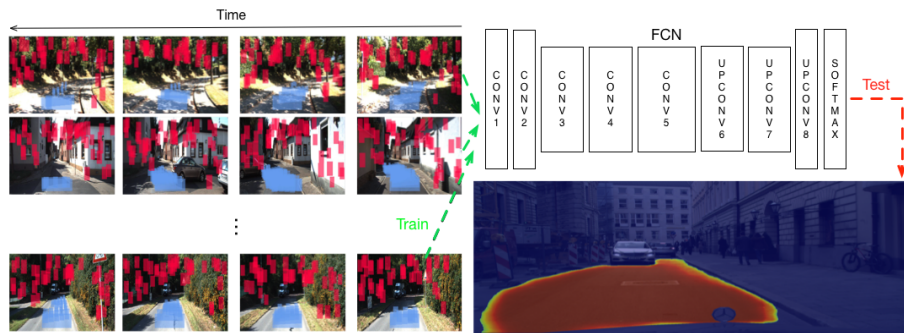 Time
FCN
CONV1
CONV2
CONV3
CONV4
CONV5
UPCONV6
UPCONV7
UPCONV8
SOFTMAX
Test
Train